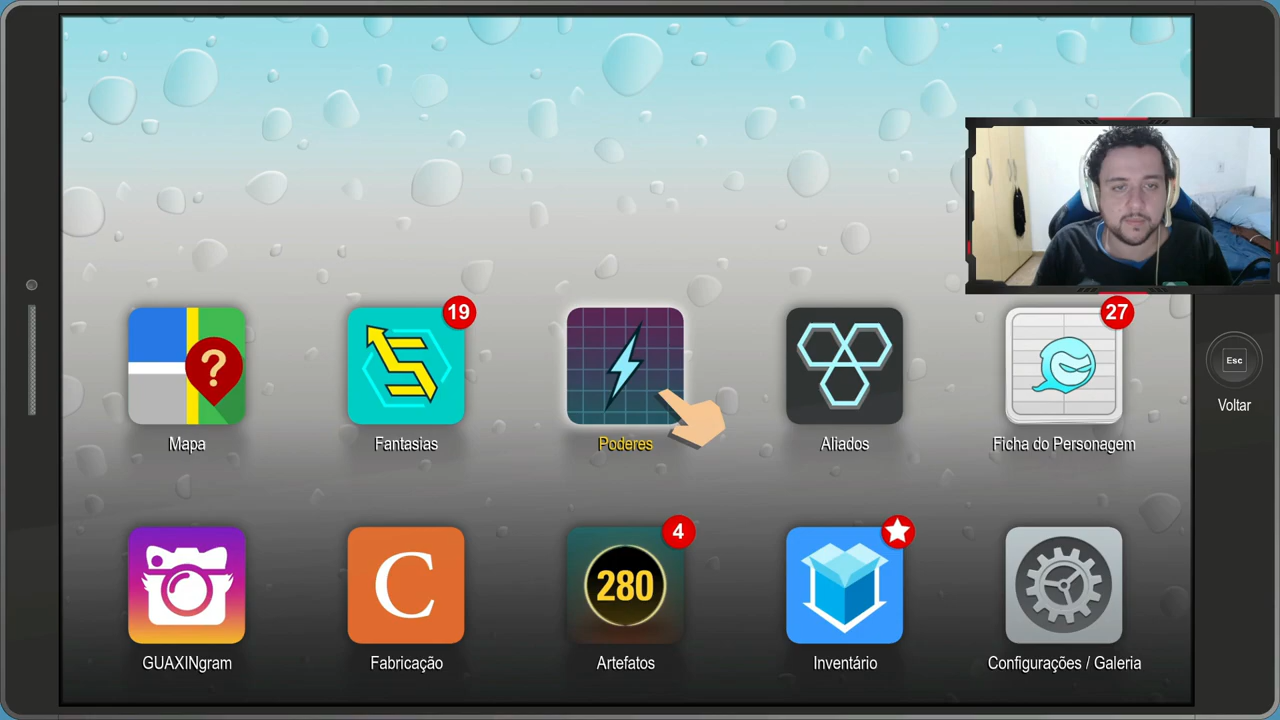 19
27
?
Esc
Voltar
Mapa
Fantasias
Poderes
Aliados
Ficha do Personagem
4
C
280
GUAXINgram
Fabricação
Artefatos
Inventário
Configurações / Galeria